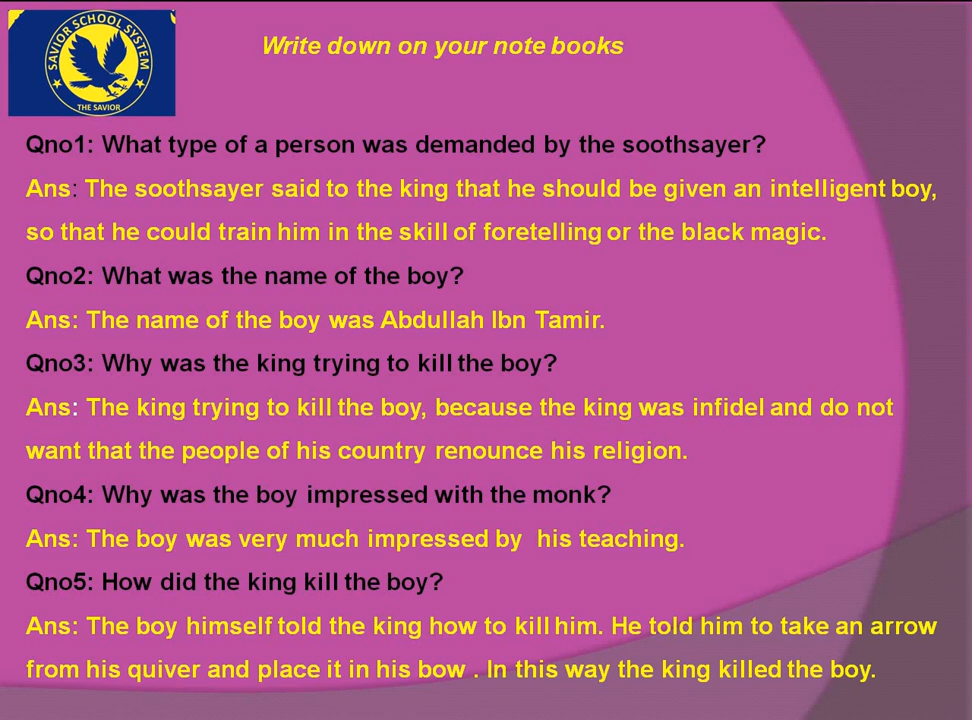 SAVIOR SCHOOL SYSTEM
THE SAVIOR
Write down on your note books
Qno1: What type of a person was demanded by the soothsayer?
Ans: The soothsayer said to the king that he should be given an intelligent boy,
so that he could train him in the skill of foretelling or the black magic.
Qno2: What was the name of the boy?
Ans: The name of the boy was Abdullah Ibn Tamir.
Qno3: Why was the king trying to kill the boy?
Ans: The king trying to kill the boy, because the king was infidel and do not
want that the people of his country renounce his religion.
Qno4: Why was the boy impressed with the monk?
Ans: The boy was very much impressed by his teaching.
Qno5: How did the king kill the boy?
Ans: The boy himself told the king how to kill him. He told him to take an arrow
from his quiver and place it in his bow . In this way the king killed the boy.